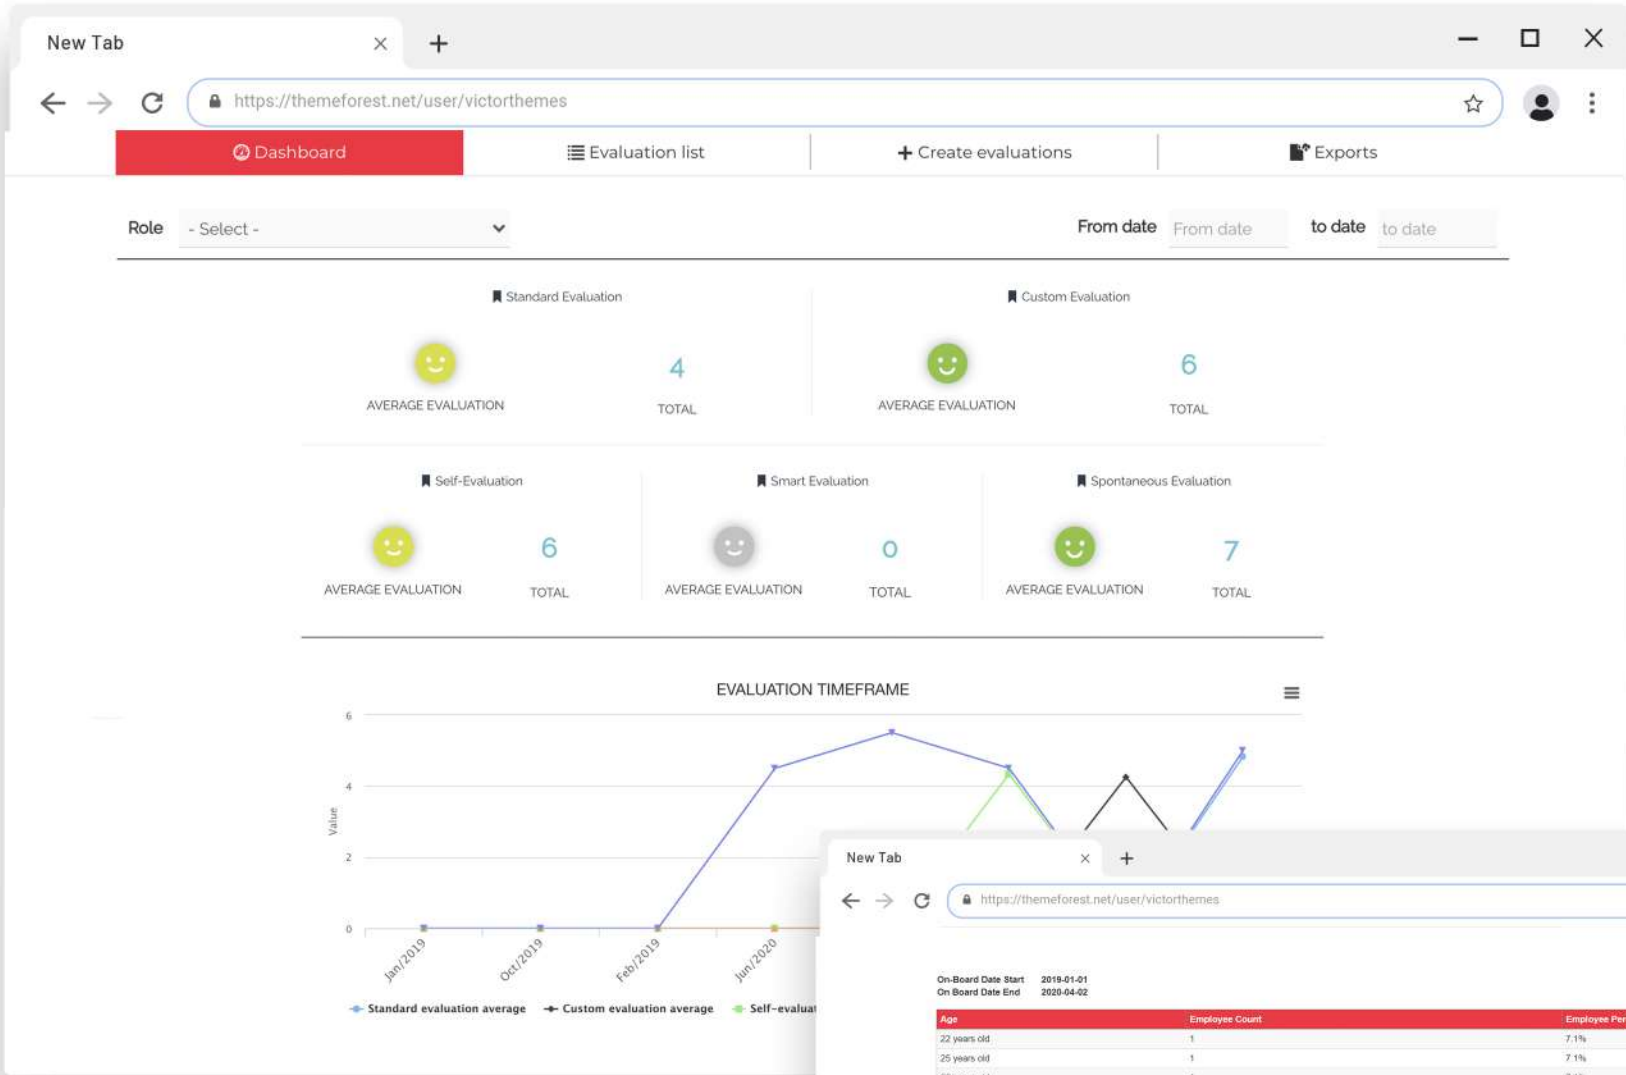 New Tab
https://themeforest.net/user/victorthemes
Dashboard
Evaluation list
Create evaluations
Exports
Role
- Select -
From date
From date
to date
to date
Standard Evaluation
Custom Evaluation
4
6
AVERAGE EVALUATION
TOTAL
AVERAGE EVALUATION
TOTAL
Self-Evaluation
Smart Evaluation
Spontaneous Evaluation
6
0
7
AVERAGE EVALUATION
TOTAL
AVERAGE EVALUATION
TOTAL
AVERAGE EVALUATION
TOTAL
EVALUATION TIMEFRAME
6
4
Value
2
0
Jan/2019
Oct/2019
Feb/2019
Jun/2020
Standard evaluation average
Custom evaluation average
Self-evaluat
New Tab
https://themeforest.net/user/victorthemes
On-Board Date Start 2019-01-01
On Board Date End 2020-04-02
Age Employee Count Employee Per
22 years old 1 7.1%
25 years old 1 7.1%